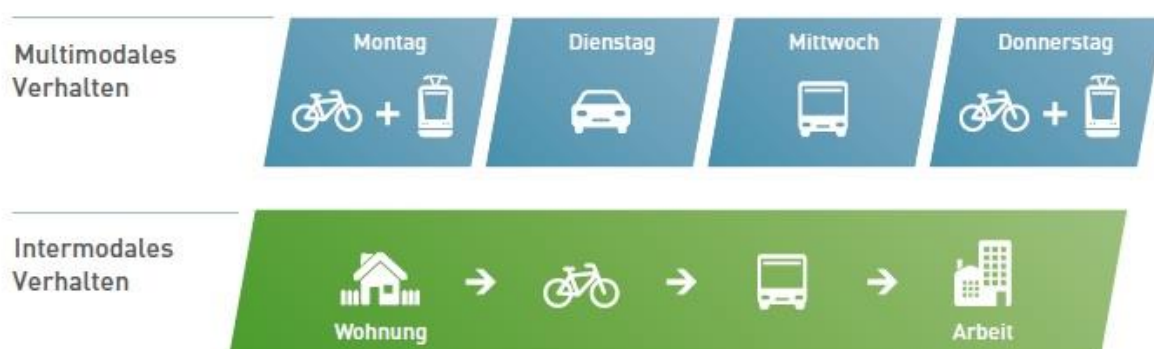 Multimodales
Verhalten
Montag
Dienstag
Mittwoch
Donnerstag
Intermodales
Verhalten
Wohnung
Arbeit